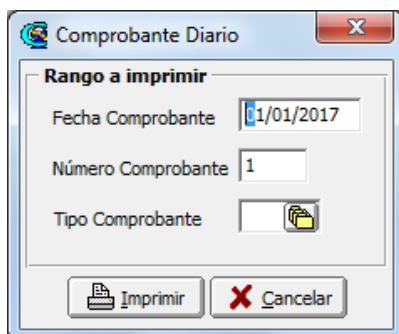 Comprobante Diario
Rango a imprimir
Fecha Comprobante 01/01/2017
Número Comprobante 1
Tipo Comprobante
Imprimir Cancelar